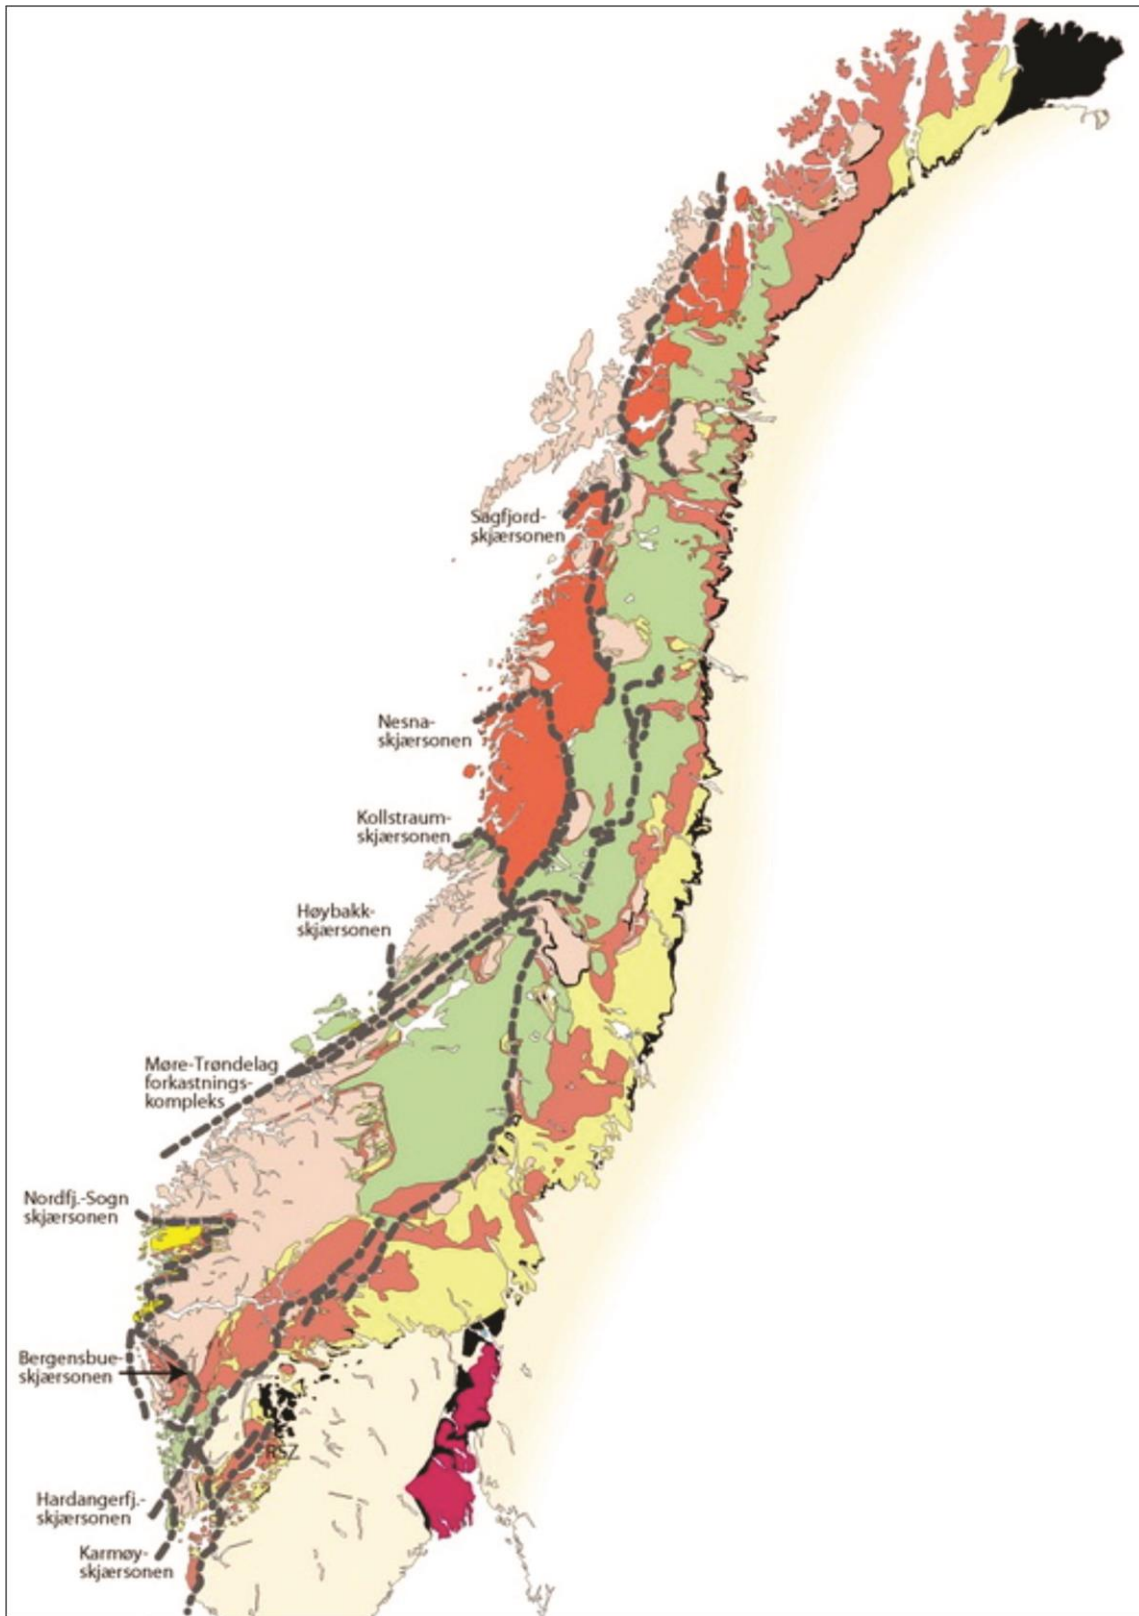 Sagfjord-
skjærsonen
Nesna-
skjærsonen
Kollstraum-
skjærsonen
Høybakk-
skjærsonen
Møre-Trøndelag
forkastnings-
kompleks
Nordfj.-Sogn
skjærsonen
Bergensbue-
skjærsonen
RSZ
Hardangerfj.-
skjærsonen
Karmøy-
skjærsonen